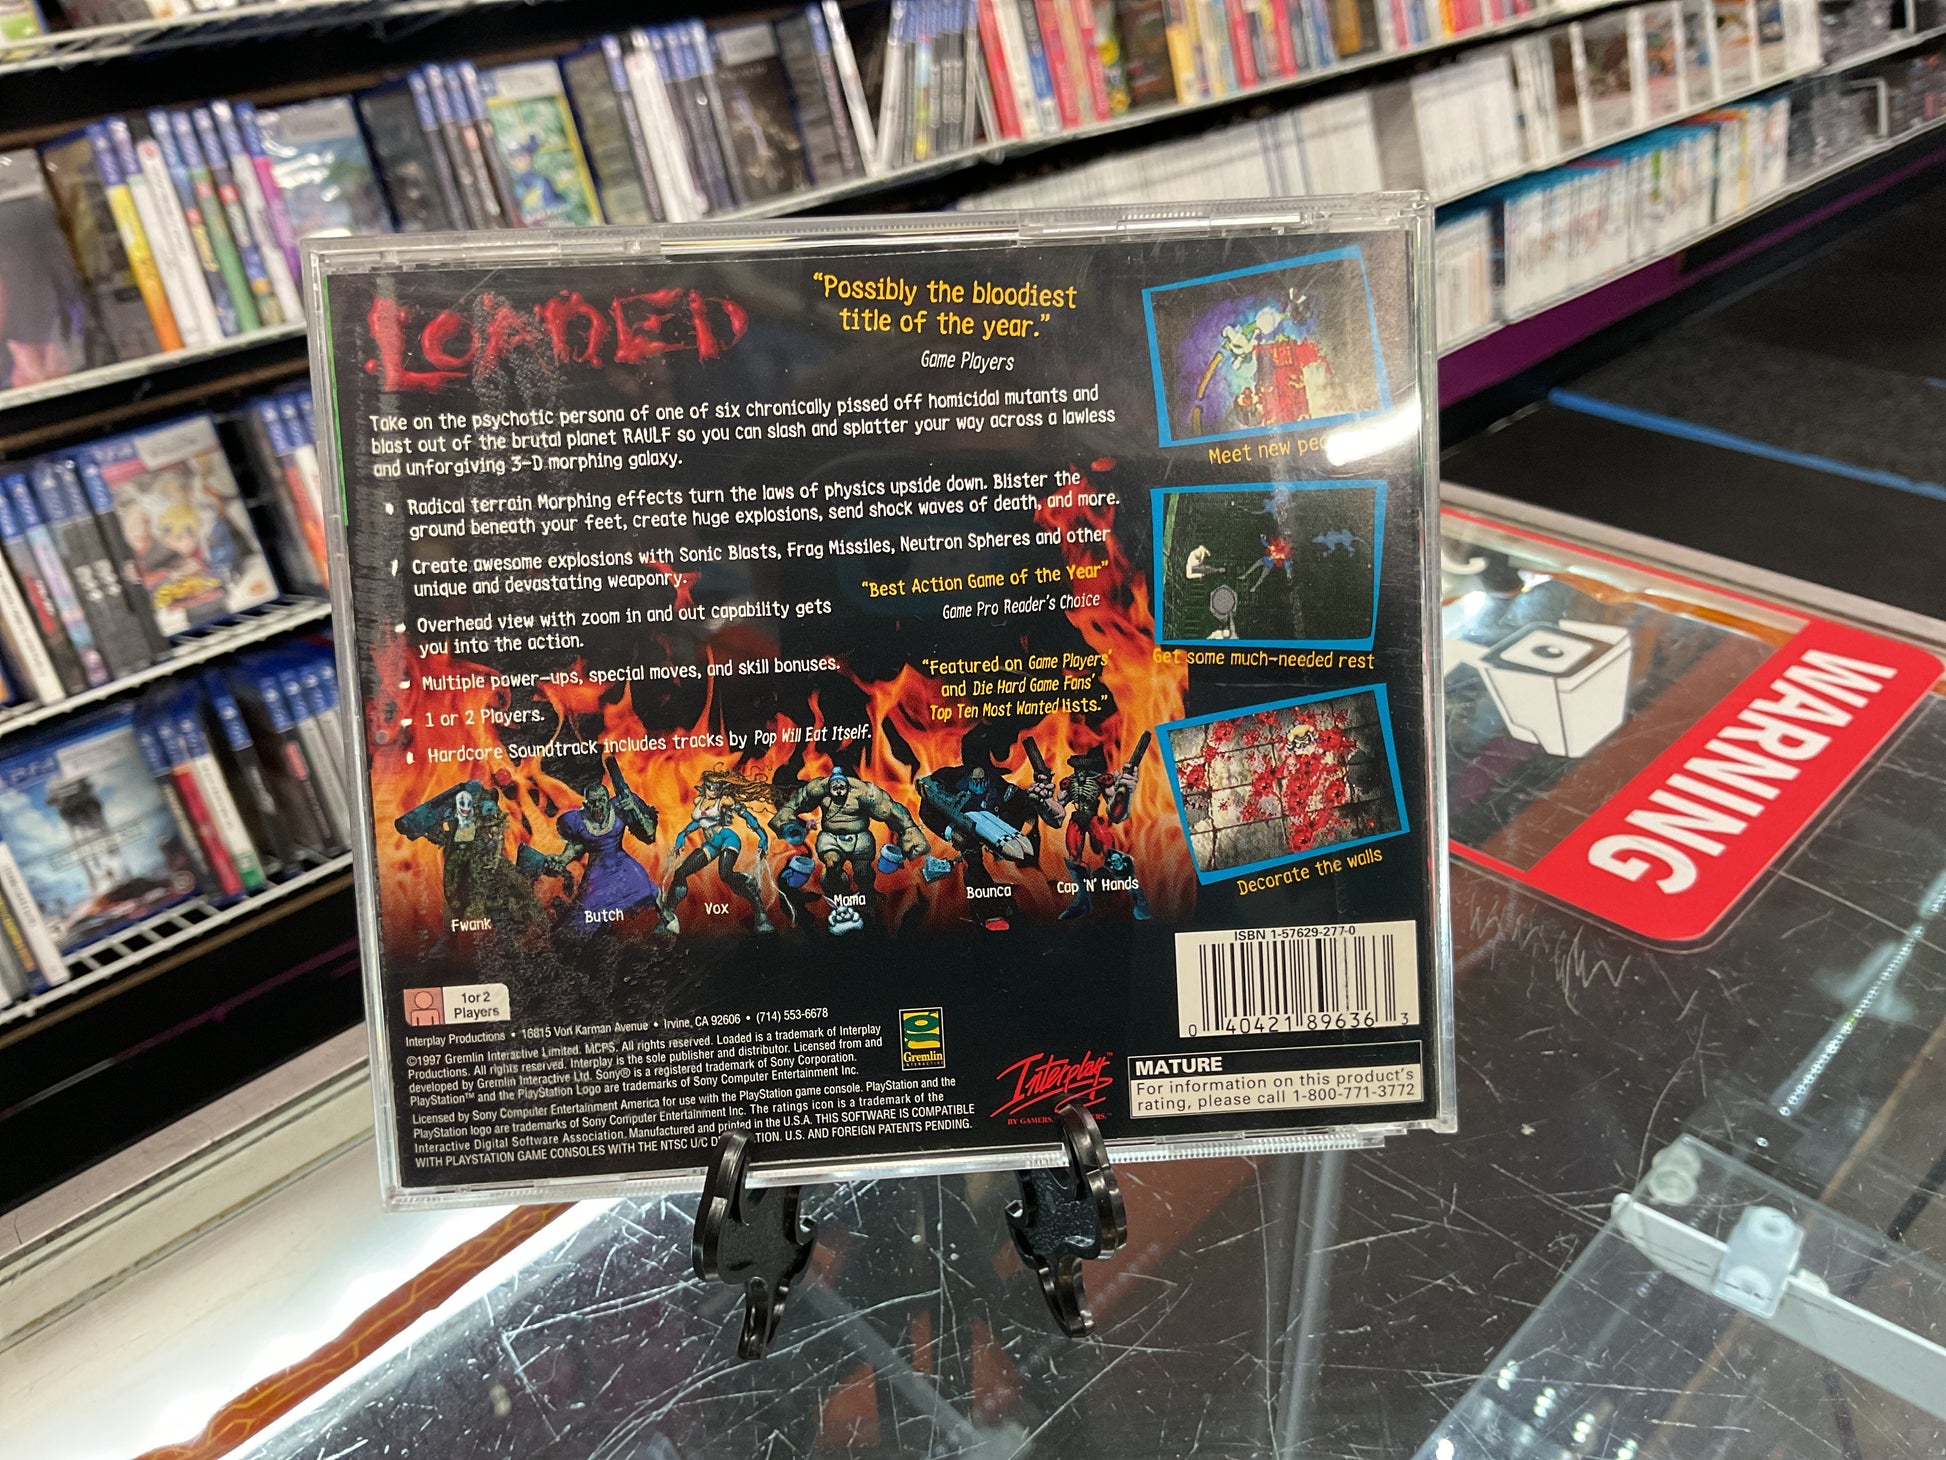 LOADED
"Possibly the bloodiest
title of the year."
Game Players
Take on the psychotic persona of one of six chronically pissed off homicidal mutants and
blast out of the brutal planet RAULF so you can slash and splatter your way across a lawless
and unforgiving 3-D morphing galaxy.
Radical terrain Morphing effects turn the laws of physics upside down. Blister the
ground beneath your feet, create huge explosions, send shock waves of death, and more.
Create awesome explosions with Sonic Blasts, Frag Missiles, Neutron Spheres and other
unique and devastating weaponry.
Overhead view with zoom in and out capability gets
you into the action.
Multiple power-ups, special moves, and skill bonuses.
1 or 2 Players.
Hardcore Soundtrack includes tracks by Pop Will Eat Itself.
"Best Action Game of the Year"
Game Pro Reader's Choice
"Featured on Game Players'
and Die Hard Game Fans'
Top Ten Most Wanted lists."
Meet new
Get some much-needed rest
Decorate the walls
Fwank
Butch
Vox
Mama
Bounca
Cap 'N' Hands
1 or 2
Players
Interplay Productions • 16815 Von Karman Avenue • Irvine, CA 92606 • (714) 553-6678
©1997 Gremlin Interactive Limited. MCPS. All rights reserved. Loaded is a trademark of Interplay
Productions. All rights reserved. Interplay is the sole publisher and distributor. Licensed from and
developed by Gremlin Interactive Ltd. Sony® is a registered trademark of Sony Corporation.
PlayStation™ and the PlayStation Logo are trademarks of Sony Computer Entertainment Inc.
Licensed by Sony Computer Entertainment America for use with the PlayStation game console. PlayStation and the
PlayStation logo are trademarks of Sony Computer Entertainment Inc. The ratings icon is a trademark of the
Interactive Digital Software Association. Manufactured and printed in the U.S.A. THIS SOFTWARE IS COMPATIBLE
WITH PLAYSTATION GAME CONSOLES WITH THE NTSC U/C U.S. AND FOREIGN PATENTS PENDING.
Gremlin
INTERACTIVE
Interplay™
BY GAMERS.
ISBN 1-57629-277-0
0 40421 89636 3
MATURE
For information on this product's
rating, please call 1-800-771-3772
WARNING